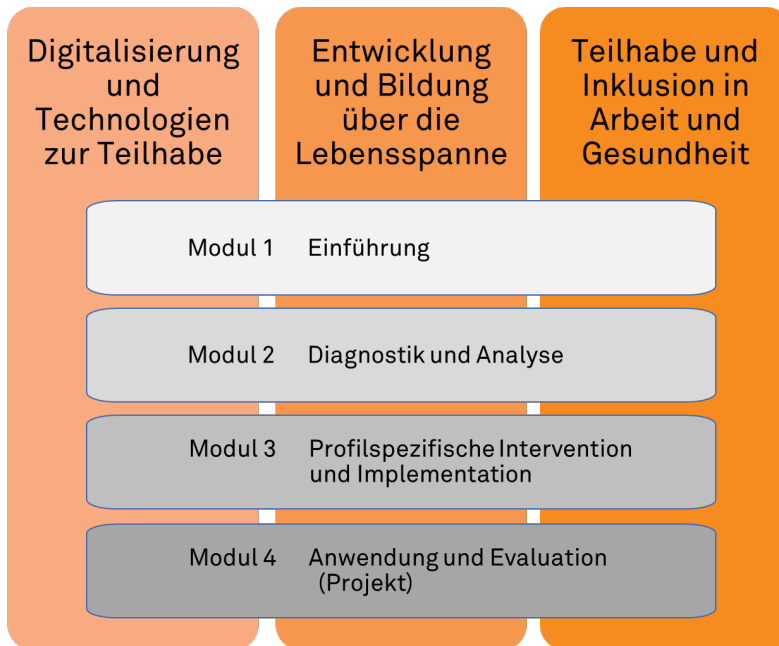 Digitalisierung
und
Technologien
zur Teilhabe
Entwicklung
und Bildung
über die
Lebensspanne
Teilhabe und
Inklusion in
Arbeit und
Gesundheit
Modul 1 Einführung
Modul 2 Diagnostik und Analyse
Modul 3 Profilspezifische Intervention
und Implementation
Modul 4 Anwendung und Evaluation
(Projekt)